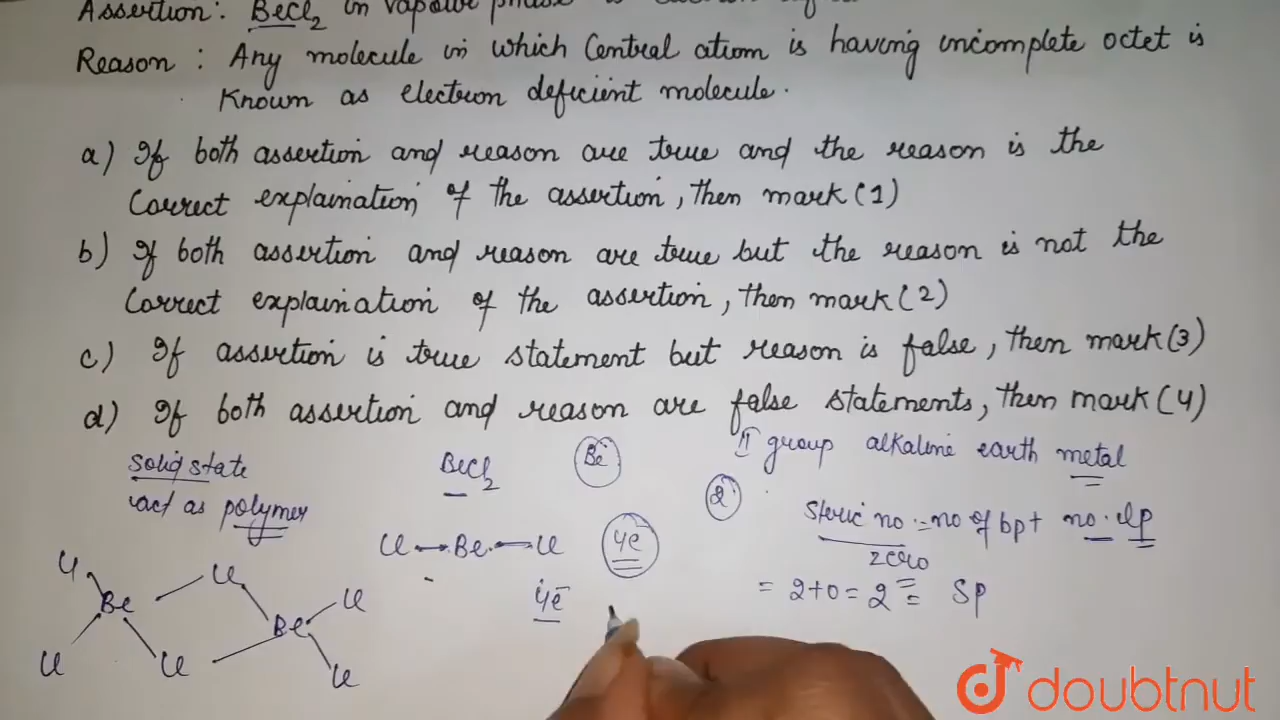 Assertion: BeCl2 in vapour phase is
Reason : Any molecule in which Central atom is having incomplete octet is
Known as electron deficient molecule.
a) If both assertion and reason are true and the reason is the
Correct explaination of the assertion, then mark (1)
b) If both assertion and reason are true but the reason is not the
Correct explaination of the assertion, then mark (2)
c) If assertion is true statement but reason is false, then mark (3)
d) If both assertion and reason are false statements, then mark (4)
II group alkaline earth metal
Solid state
act as polymer
BeCl2
Be
2
Steric no. = no of bp + no. lp
zero
= 2+0 = 2 = sp
Cl Be Cl
4e
4e
Cl
Be
Cl
Cl
Be
Cl
Cl
Cl
doubtnut